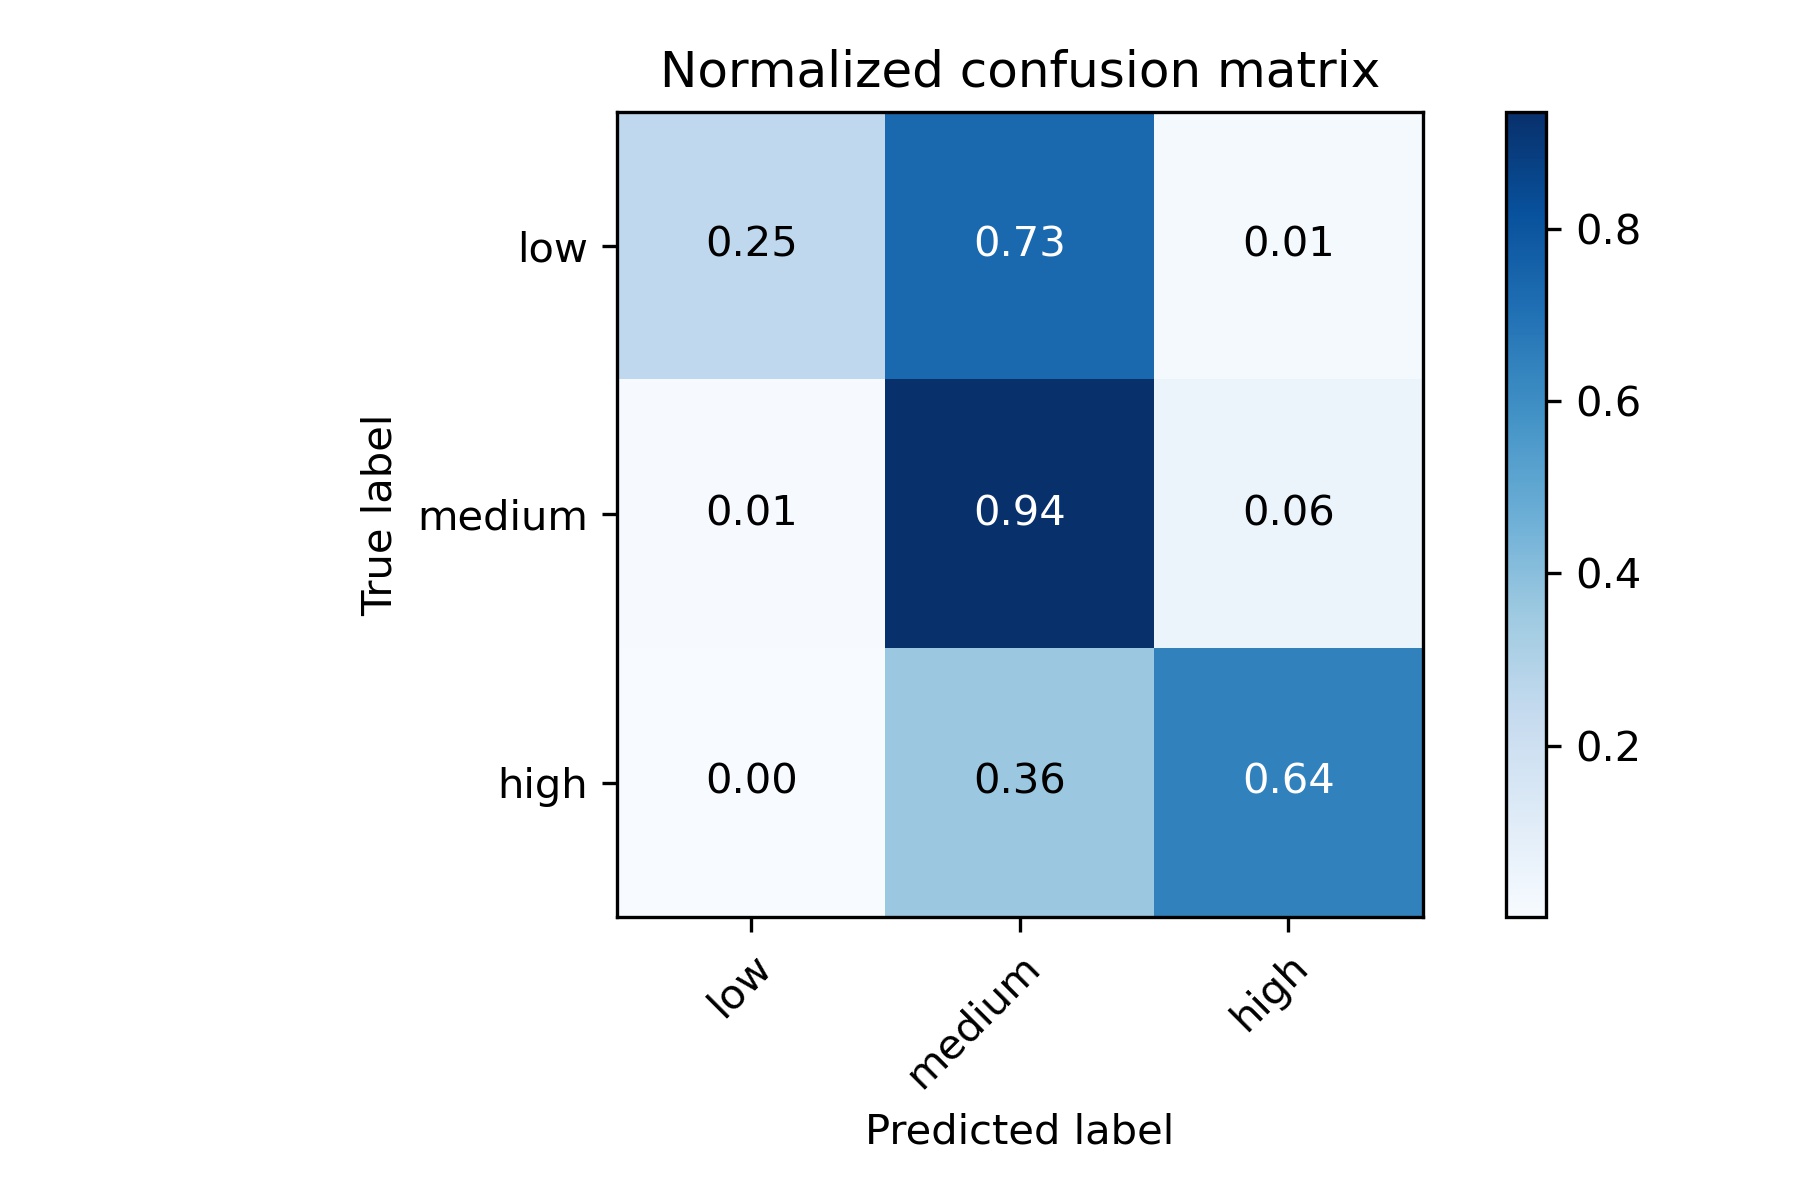 Normalized confusion matrix
low 0.25 0.73 0.01
medium 0.01 0.94 0.06
high 0.00 0.36 0.64
low medium high
Predicted label
True label
0.8
0.6
0.4
0.2